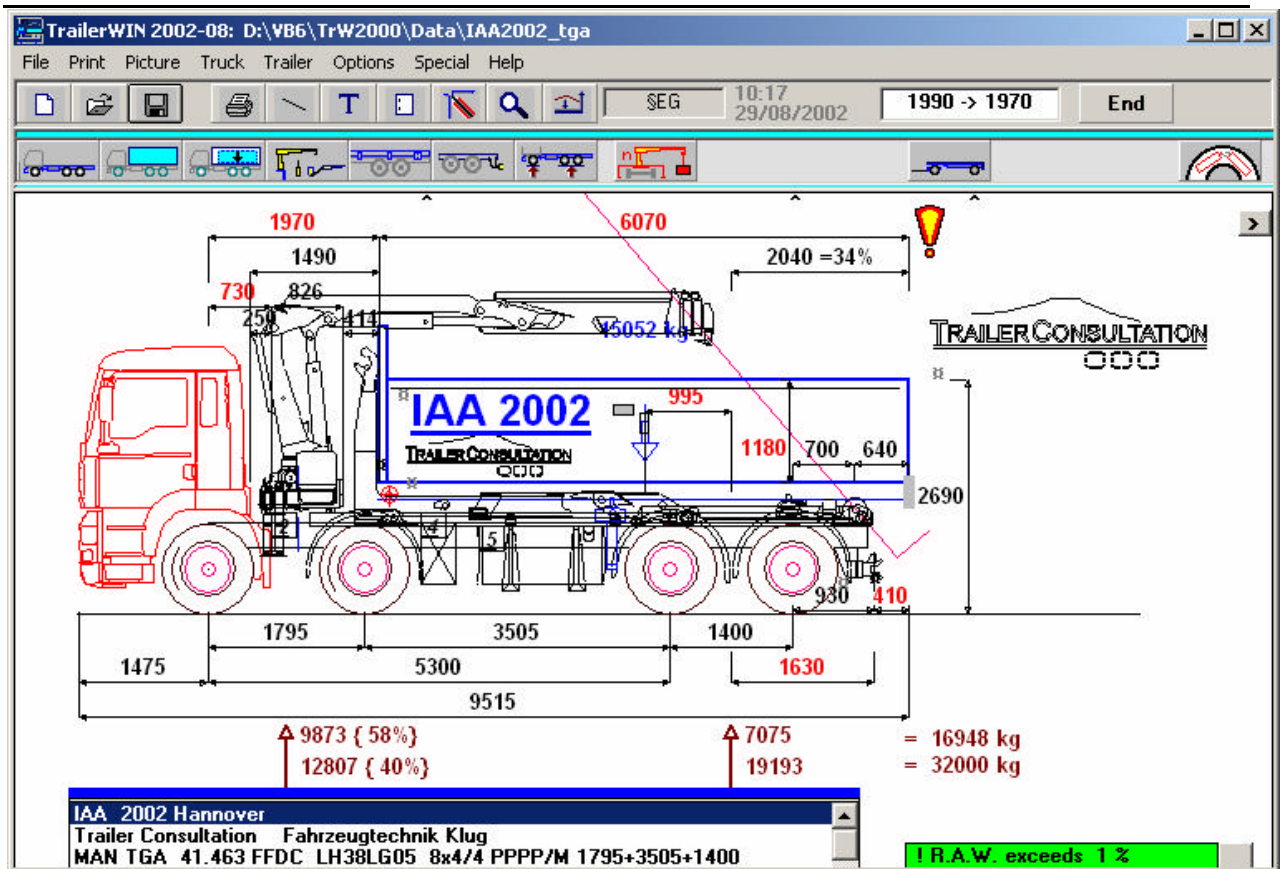 TrailerWIN 2002-08: D:\VB6\TrW2000\Data\IAA2002_tga
File Print Picture Truck Trailer Options Special Help
T
§EG
10:17
29/08/2002
1990 -> 1970
End
n
1970
6070
1490
2040 =34%
730
826
250
414
15052 kg
TRAILER CONSULTATION
995
IAA 2002
1180
700
640
TRAILER CONSULTATION
2690
2
4
5
930
410
1795
3505
1400
1475
5300
1630
9515
9873 { 58%}
7075
= 16948 kg
12807 { 40%}
19193
= 32000 kg
IAA 2002 Hannover
Trailer Consultation Fahrzeugtechnik Klug
MAN TGA 41.463 FFDC LH38LG05 8x4/4 PPPP/M 1795+3505+1400
! R.A.W. exceeds 1 %